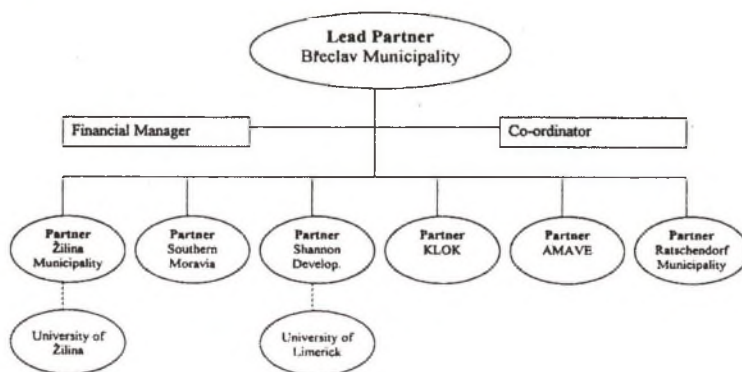 Lead Partner
Břeclav Municipality
Financial Manager
Co-ordinator
Partner
Žilina
Municipality
Partner
Southern
Moravia
Partner
Shannon
Develop.
Partner
KLOK
Partner
AMAVE
Partner
Ratschendorf
Municipality
University of
Žilina
University of
Limerick